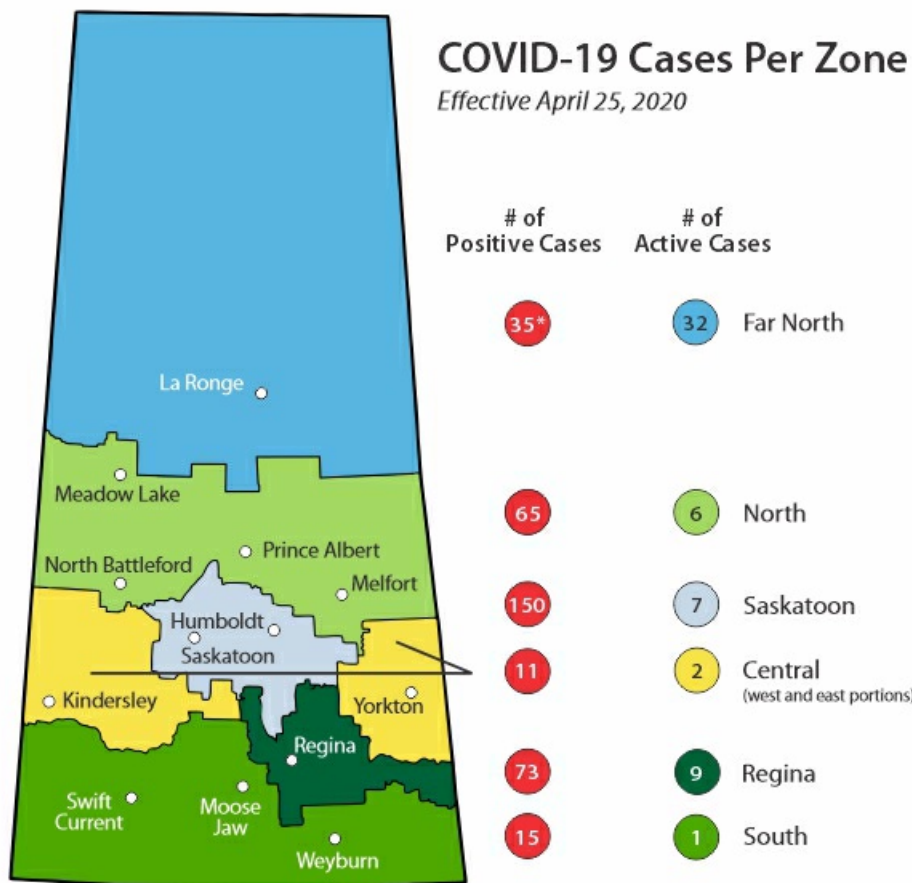 COVID-19 Cases Per Zone
Effective April 25, 2020
# of
Positive Cases
# of
Active Cases
35*
32
Far North
La Ronge
Meadow Lake
65
6
North
Prince Albert
North Battleford
Melfort
150
7
Saskatoon
Humboldt
Saskatoon
11
2
Central
(west and east portions)
Kindersley
Yorkton
Regina
73
9
Regina
Swift
Current
Moose
Jaw
15
1
South
Weyburn